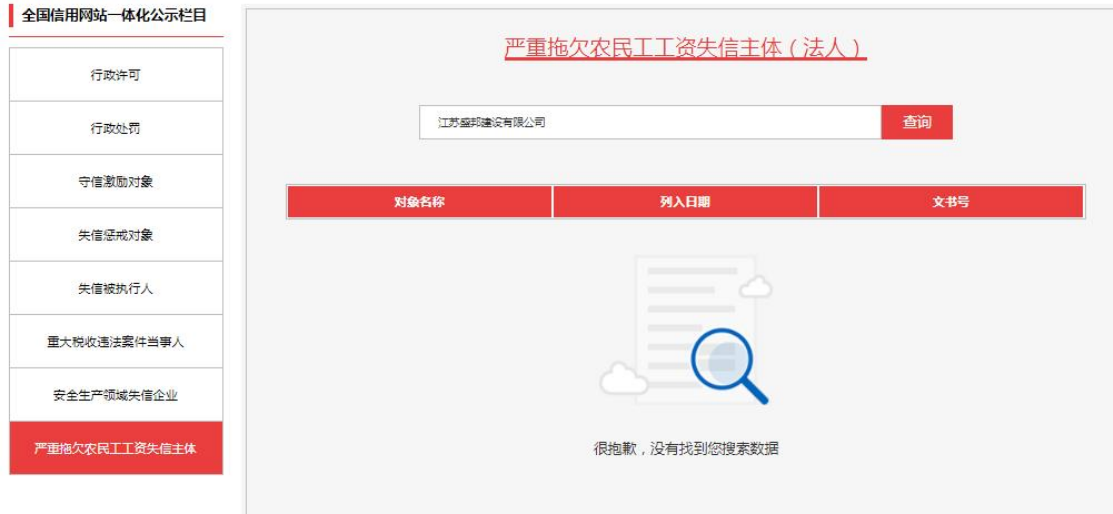 全国信用网站一体化公示栏目
行政许可
行政处罚
守信激励对象
失信惩戒对象
失信被执行人
重大税收违法案件当事人
安全生产领域失信企业
严重拖欠农民工工资失信主体
严重拖欠农民工工资失信主体（法人）
江苏盛邦建设有限公司
查询
对象名称 列入日期 文书号
很抱歉，没有找到您搜索数据